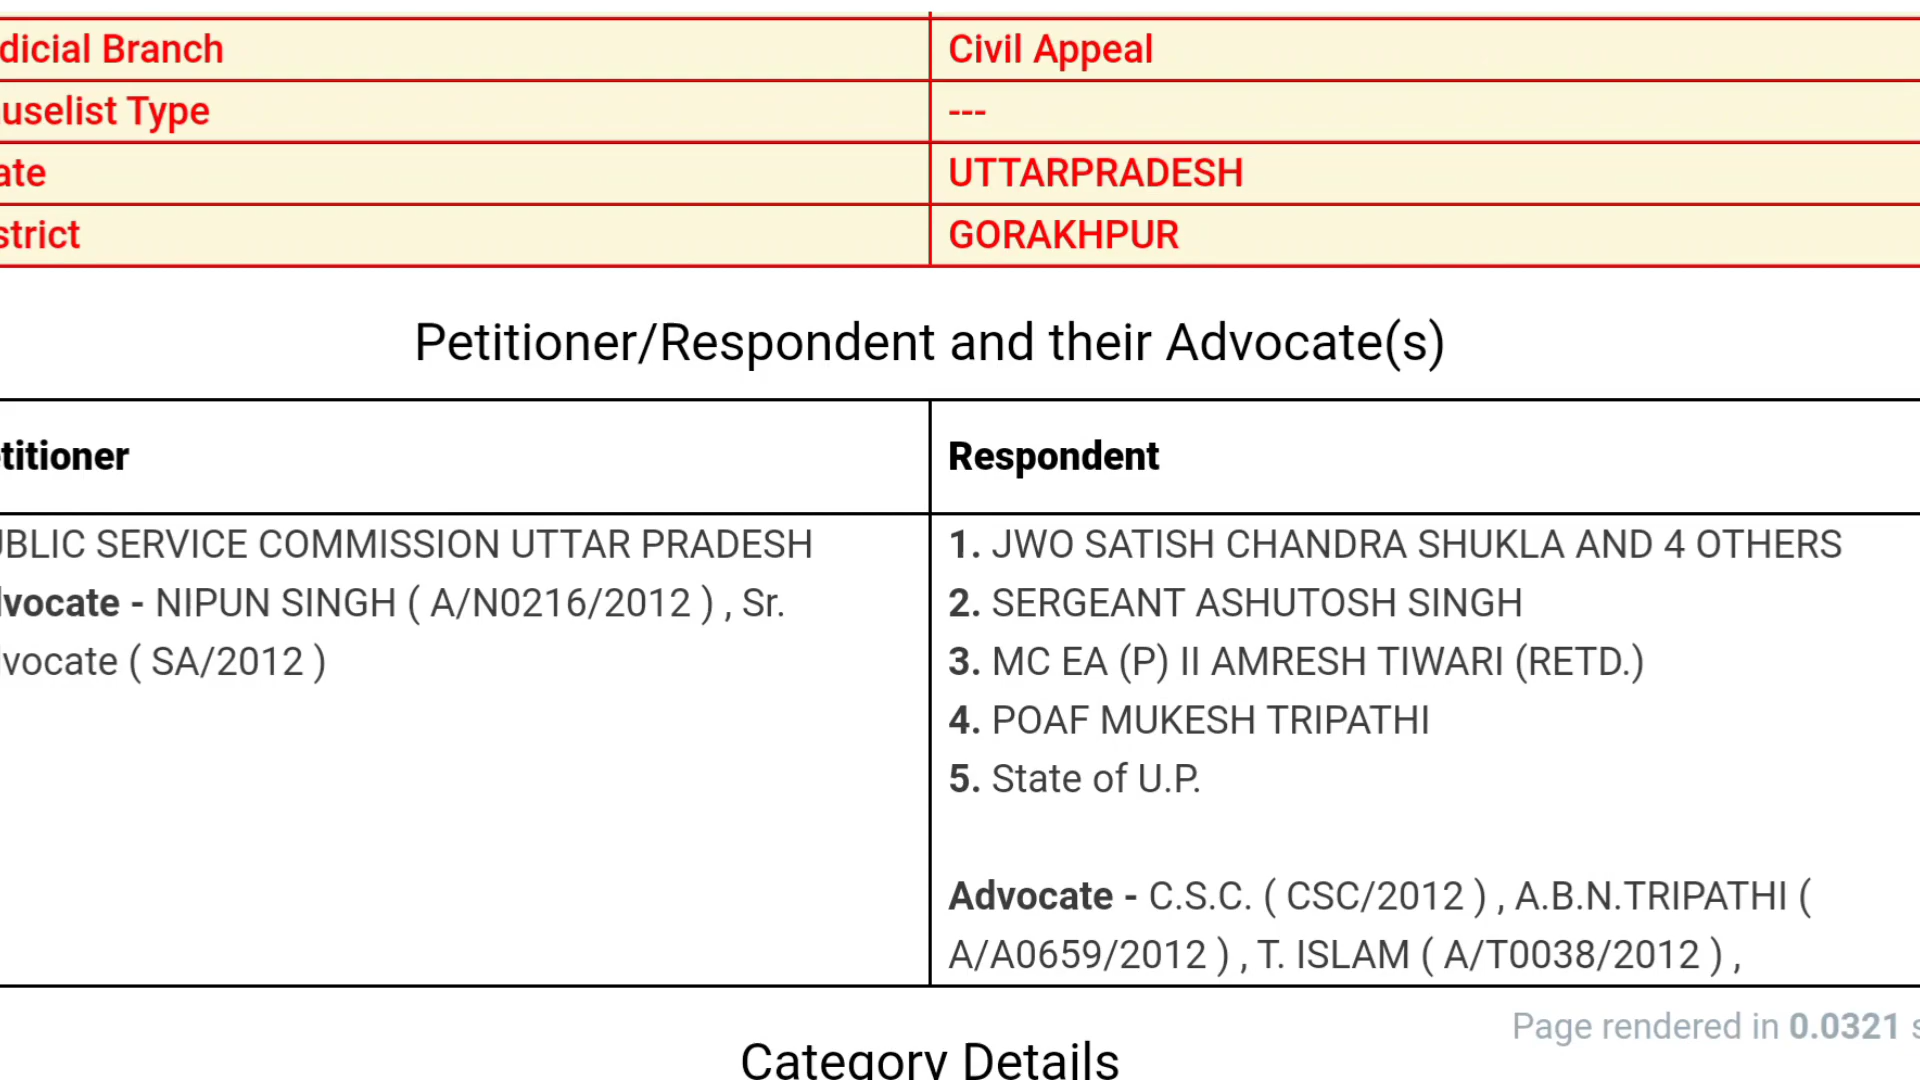 dicial Branch
Civil Appeal
uselist Type
---
ate
UTTARPRADESH
strict
GORAKHPUR
Petitioner/Respondent and their Advocate(s)
titioner
Respondent
UBLIC SERVICE COMMISSION UTTAR PRADESH
vocate - NIPUN SINGH ( A/N0216/2012 ) , Sr.
vocate ( SA/2012 )
1. JWO SATISH CHANDRA SHUKLA AND 4 OTHERS
2. SERGEANT ASHUTOSH SINGH
3. MC EA (P) II AMRESH TIWARI (RETD.)
4. POAF MUKESH TRIPATHI
5. State of U.P.
Advocate - C.S.C. ( CSC/2012 ) , A.B.N.TRIPATHI (
A/A0659/2012 ) , T. ISLAM ( A/T0038/2012 ) ,
Page rendered in 0.0321 s
Category Details